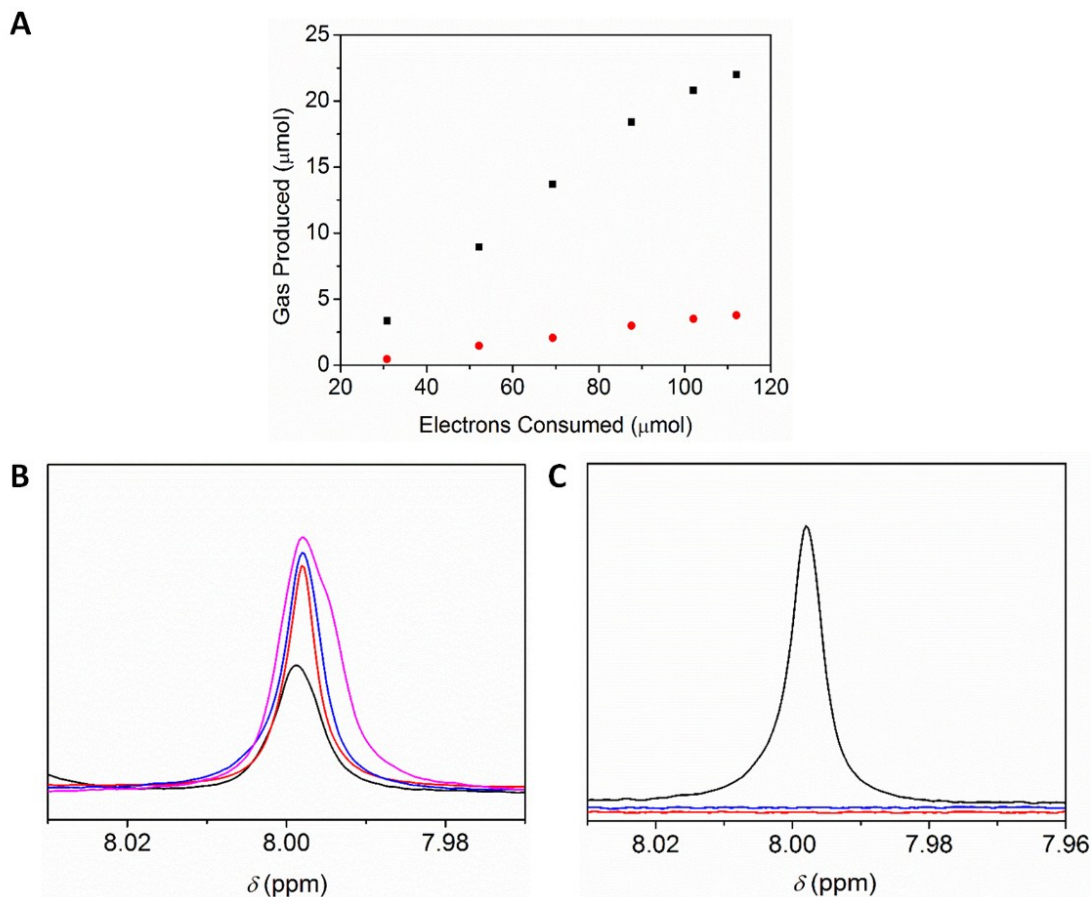 A
25
20
15
10
5
0
Gas Produced (μmol)
20 40 60 80 100 120
Electrons Consumed (μmol)
B
8.02 8.00 7.98
δ (ppm)
C
8.02 8.00 7.98 7.96
δ (ppm)